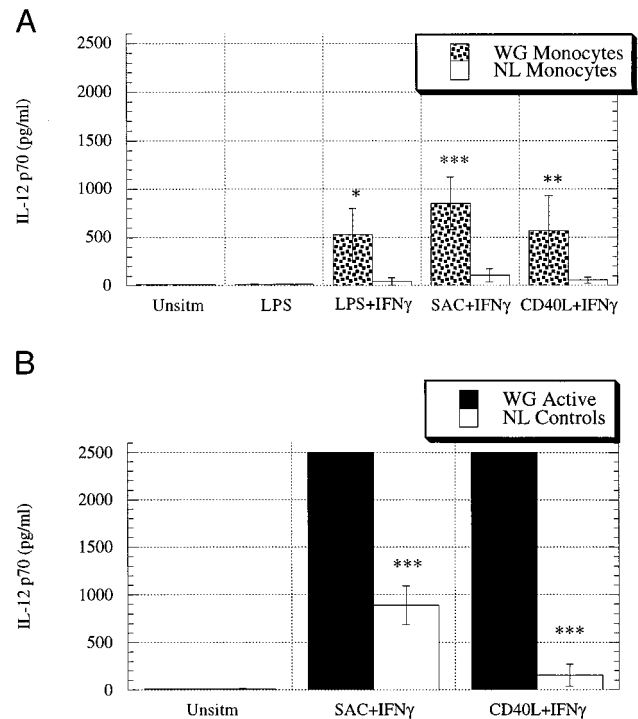 A
2500
2000
1500
1000
500
0
IL-12 p70 (pg/ml)
WG Monocytes
NL Monocytes
*
***
**
Unsitm LPS LPS+IFNγ SAC+IFNγ CD40L+IFNγ
B
2500
2000
1500
1000
500
0
IL-12 p70 (pg/ml)
WG Active
NL Controls
***
***
Unsitm SAC+IFNγ CD40L+IFNγ